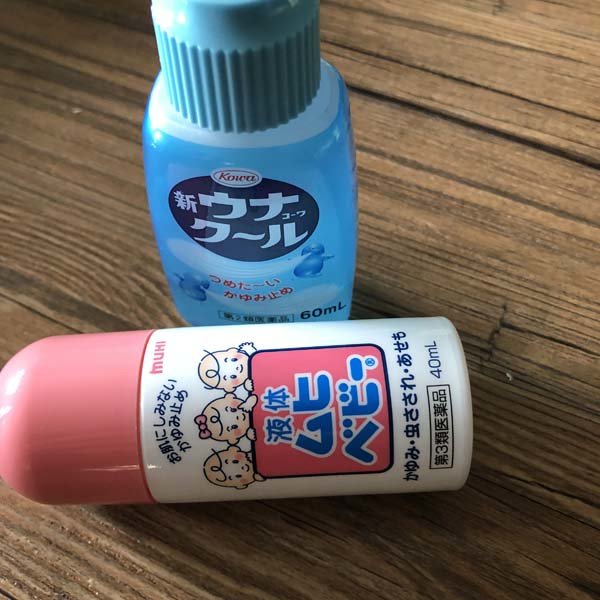 Kowa
新ウナコーワ
クール
つめた〜い
かゆみ止め
第2類医薬品
60mL
muHI
お肌にしみない
かゆみ止め
液体
ムヒ
ベビー®
かゆみ・虫さされ・あせも
第3類医薬品
40mL